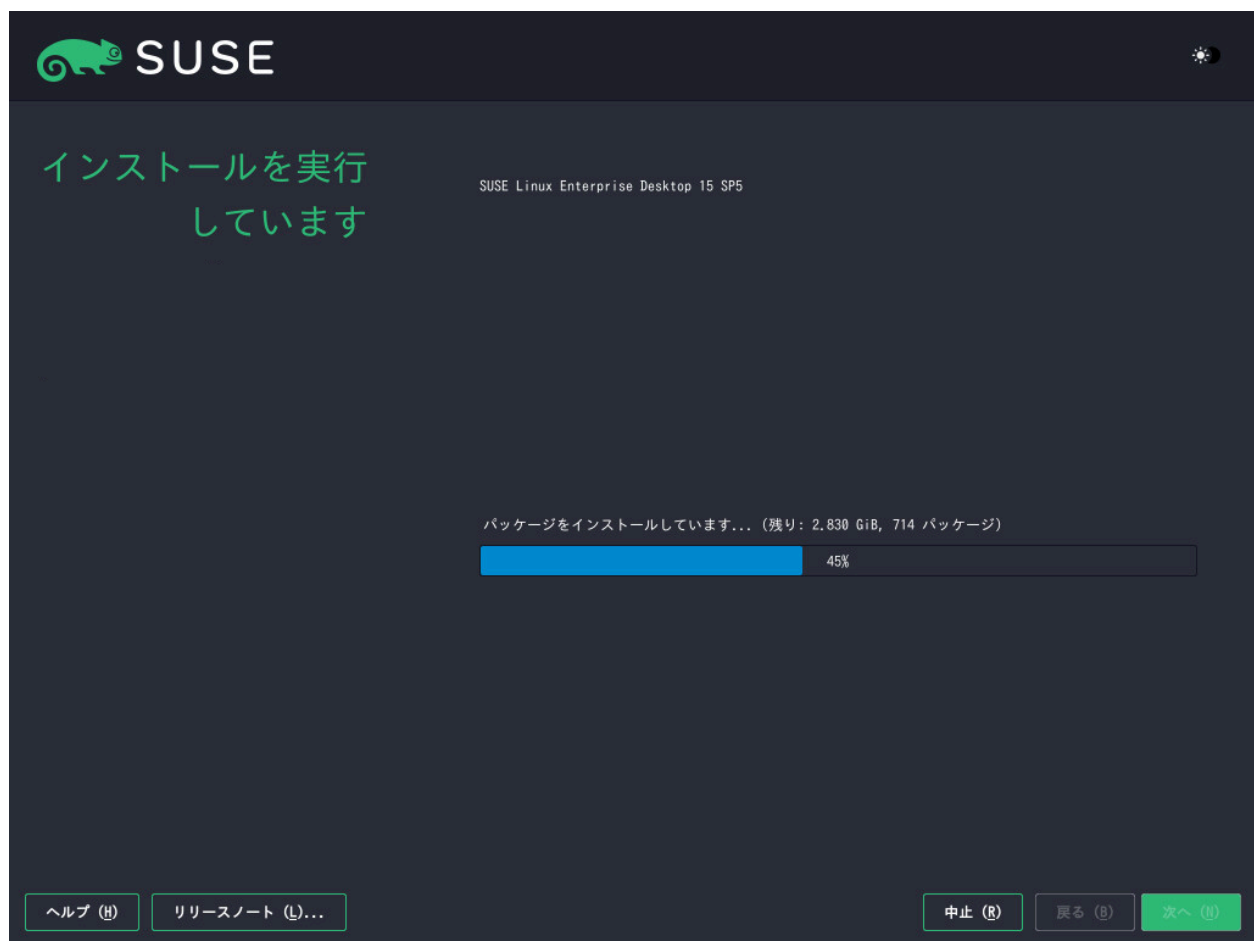 SUSE
インストールを実行
しています
SUSE Linux Enterprise Desktop 15 SP5
パッケージをインストールしています... (残り: 2.830 GiB, 714 パッケージ)
45%
ヘルプ (H)
リリースノート (L)...
中止 (R)
戻る (B)
次へ (N)